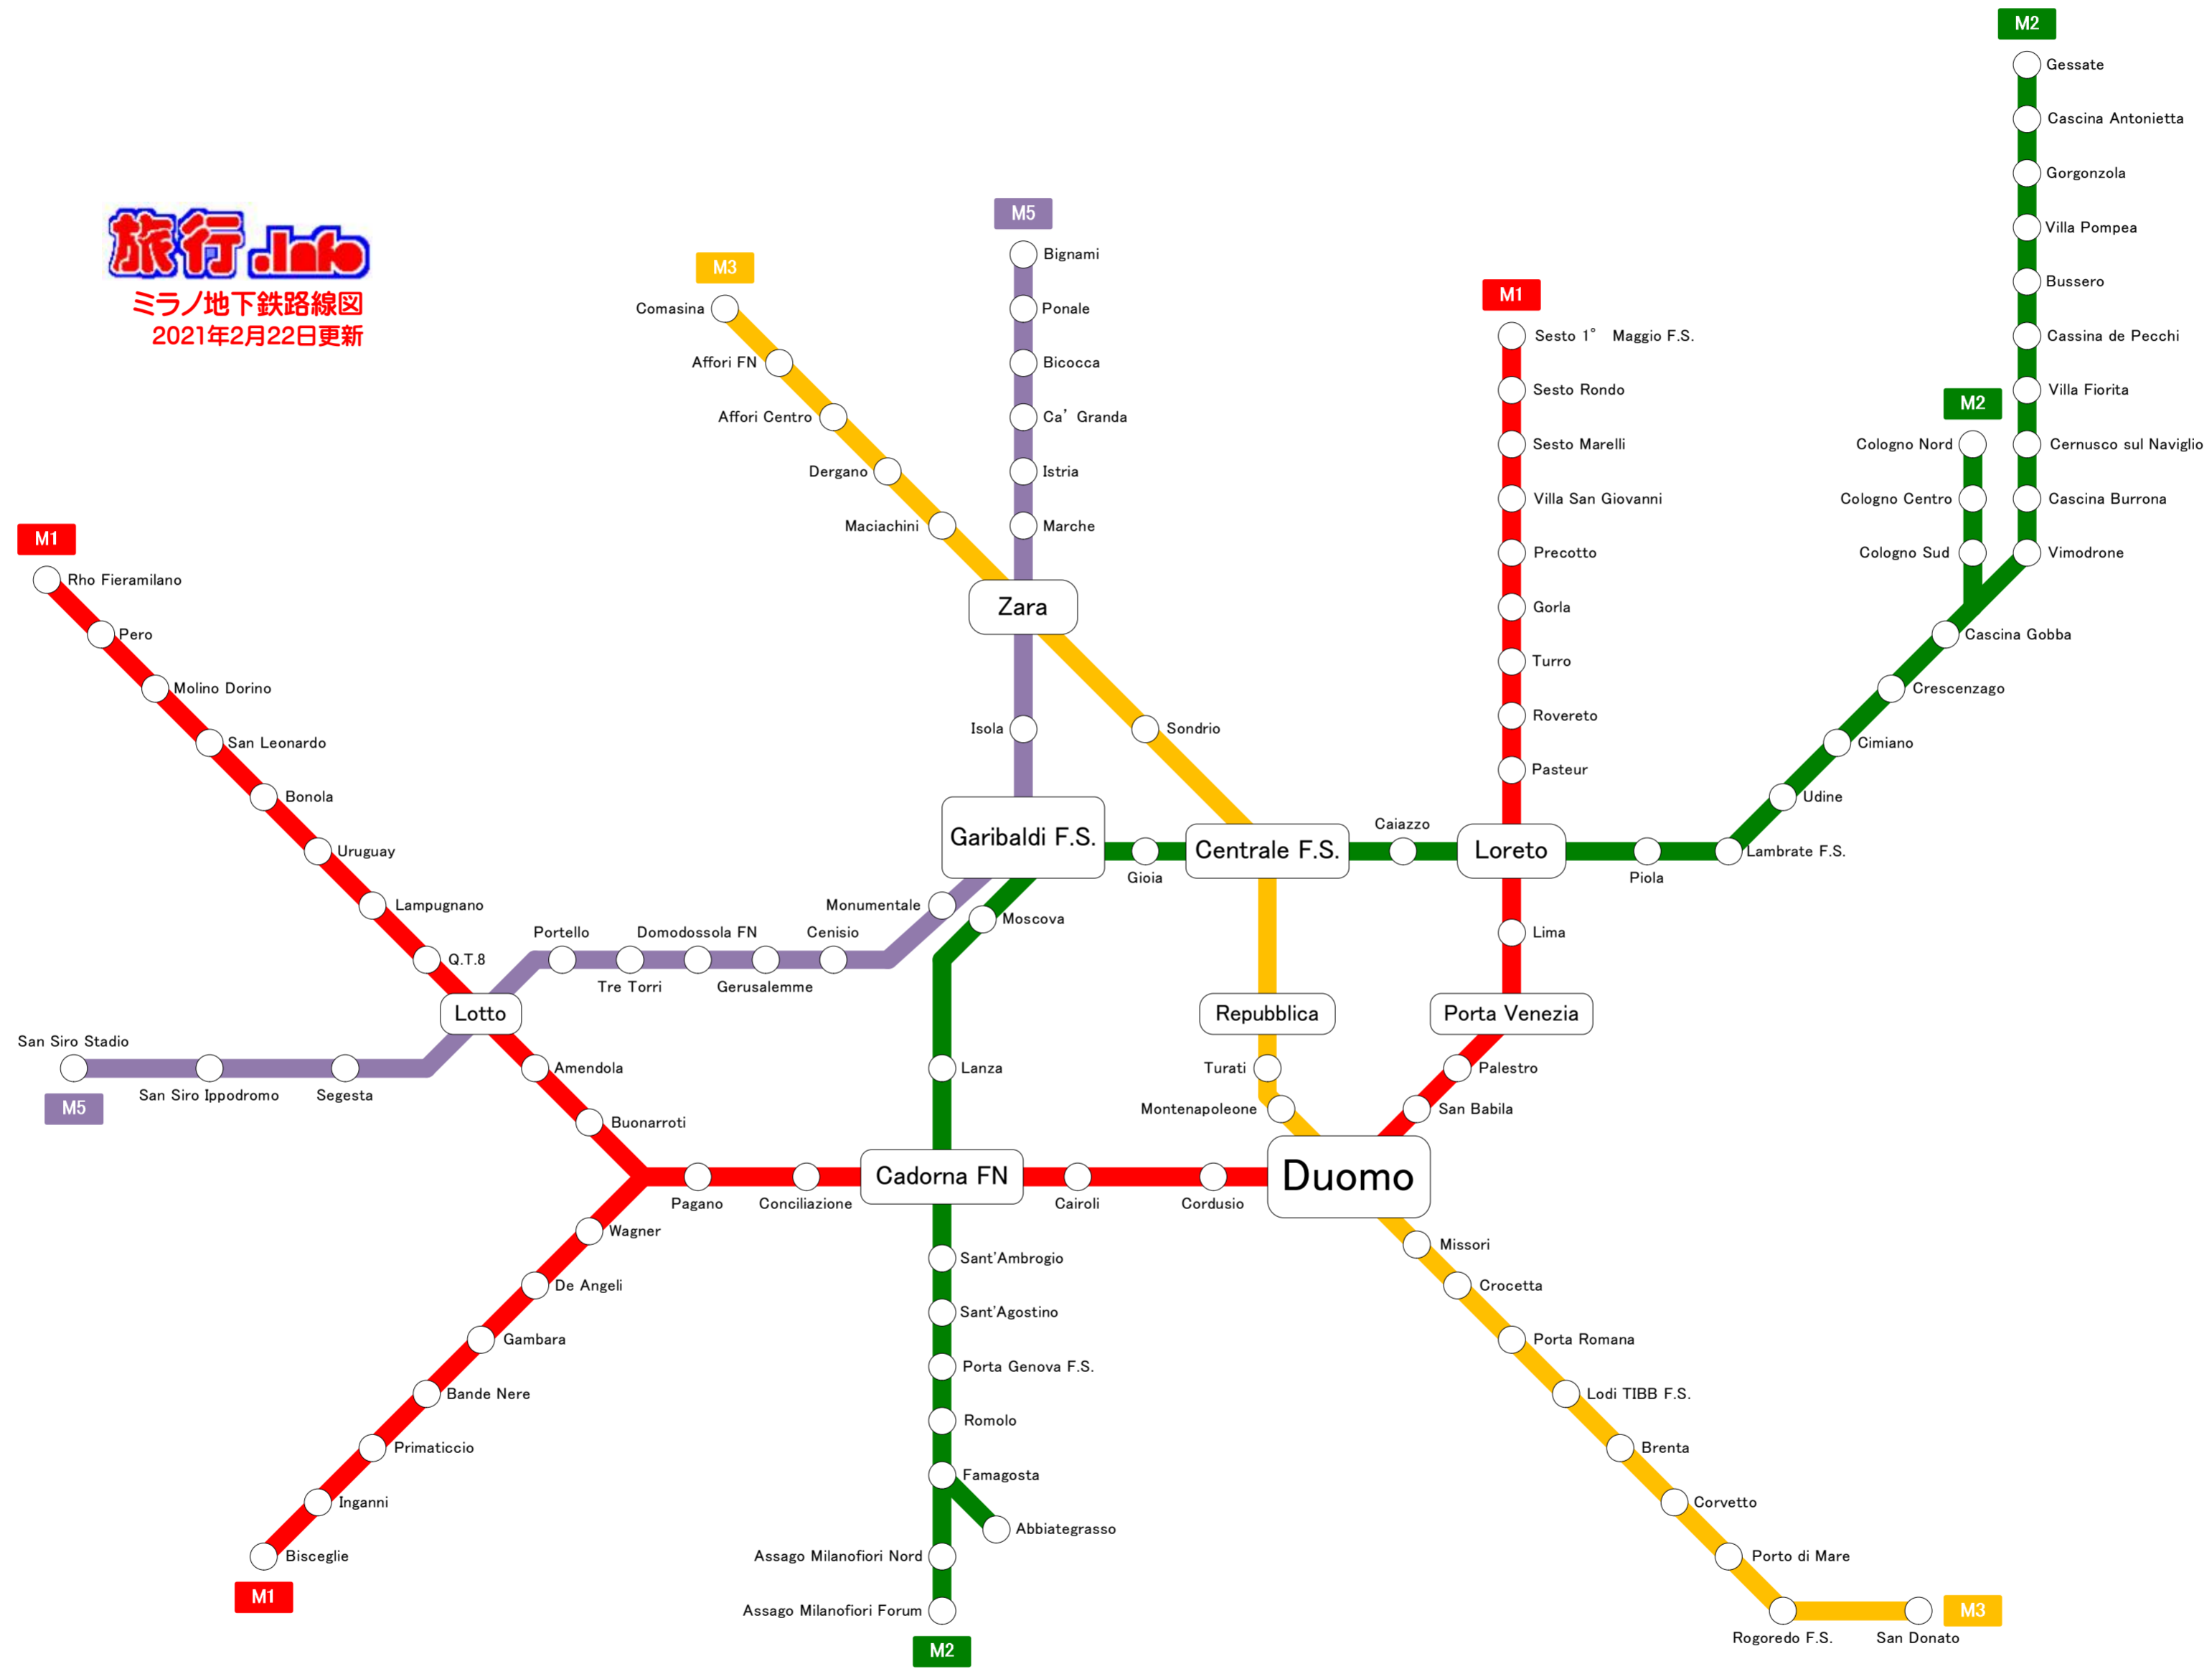 M2
Gessate
Cascina Antonietta
Gorgonzola
Villa Pompea
Bussero
Cassina de Pecchi
Villa Fiorita
Cernusco sul Naviglio
Cascina Burrona
Vimodrone
M2
Cologno Nord
Cologno Centro
Cologno Sud
Cascina Gobba
Crescenzago
Cimiano
Udine
Lambrate F.S.
Piola
旅行.Info
ミラノ地下鉄路線図
2021年2月22日更新
M5
Bignami
Ponale
Bicocca
Ca’ Granda
Istria
Marche
M3
Comasina
Affori FN
Affori Centro
Dergano
Maciachini
Zara
Isola
Sondrio
M1
Sesto 1° Maggio F.S.
Sesto Rondo
Sesto Marelli
Villa San Giovanni
Precotto
Gorla
Turro
Rovereto
Pasteur
M1
Rho Fieramilano
Pero
Molino Dorino
San Leonardo
Bonola
Uruguay
Lampugnano
Q.T.8
Lotto
Garibaldi F.S.
Gioia
Centrale F.S.
Caiazzo
Loreto
Monumentale
Moscova
Portello
Tre Torri
Domodossola FN
Gerusalemme
Cenisio
Lima
Repubblica
Porta Venezia
San Siro Stadio
San Siro Ippodromo
Segesta
M5
Amendola
Buonarroti
Lanza
Turati
Montenapoleone
Palestro
San Babila
Pagano
Conciliazione
Cadorna FN
Cairoli
Cordusio
Duomo
Wagner
De Angeli
Gambara
Bande Nere
Primaticcio
Inganni
Bisceglie
M1
Sant'Ambrogio
Sant'Agostino
Porta Genova F.S.
Romolo
Famagosta
Abbiategrasso
Assago Milanofiori Nord
Assago Milanofiori Forum
M2
Missori
Crocetta
Porta Romana
Lodi TIBB F.S.
Brenta
Corvetto
Porto di Mare
Rogoredo F.S.
San Donato
M3